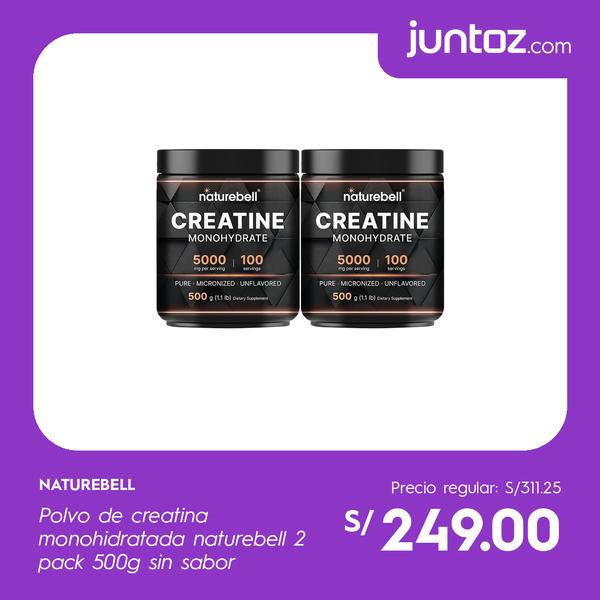 juntoz.com
naturebell®
CREATINE
MONOHYDRATE
5000
mg per serving
100
servings
PURE · MICRONIZED · UNFLAVORED
500 g (1.1 lb) Dietary Supplement
naturebell®
CREATINE
MONOHYDRATE
5000
mg per serving
100
servings
PURE · MICRONIZED · UNFLAVORED
500 g (1.1 lb) Dietary Supplement
NATUREBELL
Polvo de creatina
monohidratada naturebell 2
pack 500g sin sabor
Precio regular: S/311.25
S/ 249.00